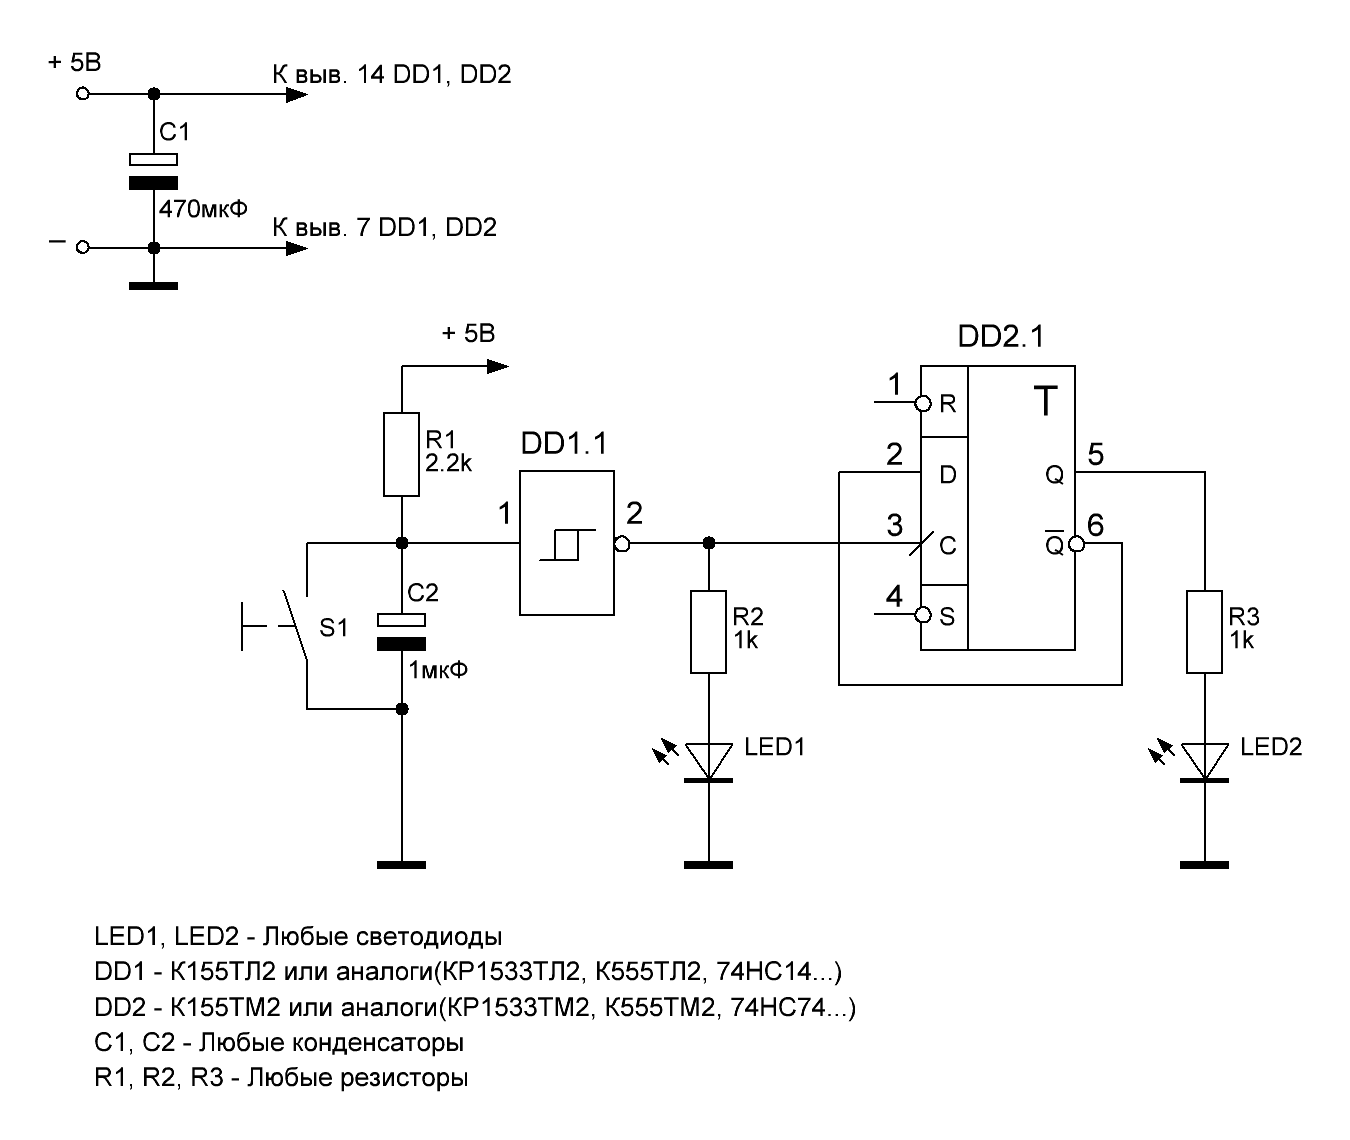 + 5В
К выв. 14 DD1, DD2
C1
470мкФ
К выв. 7 DD1, DD2
–
+ 5В
R1
2.2k
DD1.1
1
2
C2
1мкФ
S1
R2
1k
LED1
DD2.1
1
R
T
2
D
Q
5
3
C
Q
6
4
S
R3
1k
LED2
LED1, LED2 - Любые светодиоды
DD1 - К155ТЛ2 или аналоги(КР1533ТЛ2, К555ТЛ2, 74HC14...)
DD2 - К155ТМ2 или аналоги(КР1533ТМ2, К555ТМ2, 74HC74...)
C1, C2 - Любые конденсаторы
R1, R2, R3 - Любые резисторы